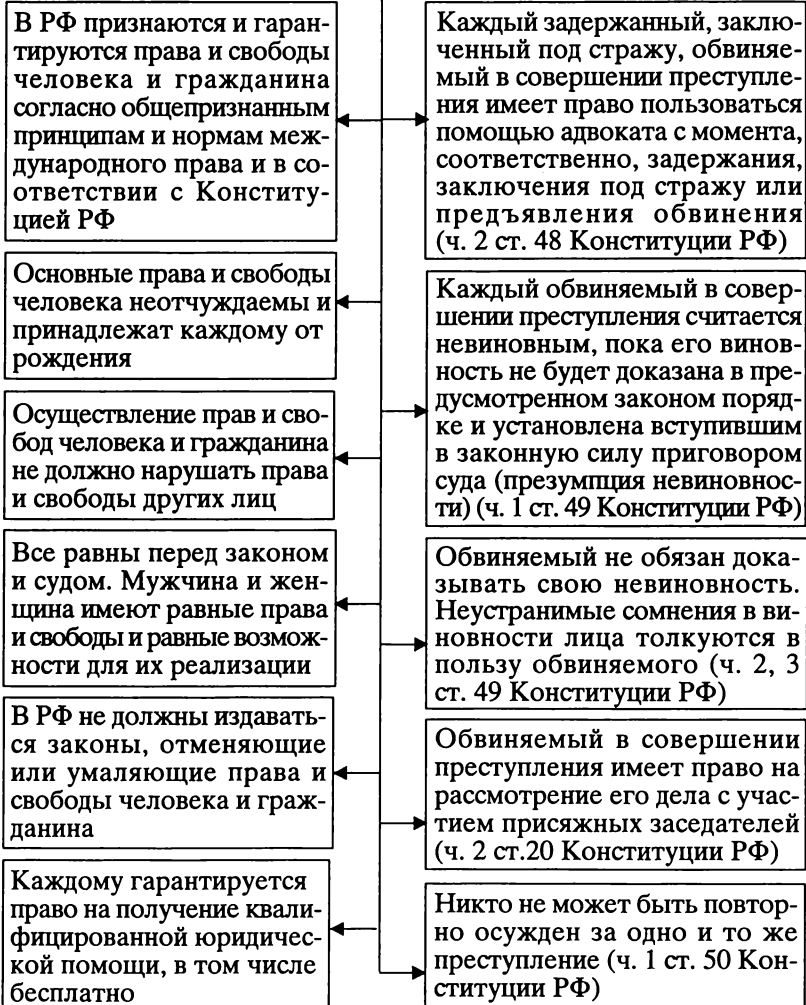 В РФ признаются и гаран-
тируются права и свободы
человека и гражданина
согласно общепризнанным
принципам и нормам меж-
дународного права и в со-
ответствии с Конститу-
цией РФ
Основные права и свободы
человека неотчуждаемы и
принадлежат каждому от
рождения
Осуществление прав и сво-
бод человека и гражданина
не должно нарушать права
и свободы других лиц
Все равны перед законом
и судом. Мужчина и жен-
щина имеют равные права
и свободы и равные возмож-
ности для их реализации
В РФ не должны издавать-
ся законы, отменяющие
или умаляющие права и
свободы человека и граж-
данина
Каждому гарантируется
право на получение квали-
фицированной юридичес-
кой помощи, в том числе
бесплатно
Каждый задержанный, заклю-
ченный под стражу, обвиняе-
мый в совершении преступле-
ния имеет право пользоваться
помощью адвоката с момента,
соответственно, задержания,
заключения под стражу или
предъявления обвинения
(ч. 2 ст. 48 Конституции РФ)
Каждый обвиняемый в совер-
шении преступления считается
невиновным, пока его винов-
ность не будет доказана в пре-
дусмотренном законом поряд-
ке и установлена вступившим
в законную силу приговором
суда (презумпция невиновнос-
ти) (ч. 1 ст. 49 Конституции РФ)
Обвиняемый не обязан дока-
зывать свою невиновность.
Неустранимые сомнения в ви-
новности лица толкуются в
пользу обвиняемого (ч. 2, 3
ст. 49 Конституции РФ)
Обвиняемый в совершении
преступления имеет право на
рассмотрение его дела с учас-
тием присяжных заседателей
(ч. 2 ст.20 Конституции РФ)
Никто не может быть повтор-
но осужден за одно и то же
преступление (ч. 1 ст. 50 Кон-
ституции РФ)